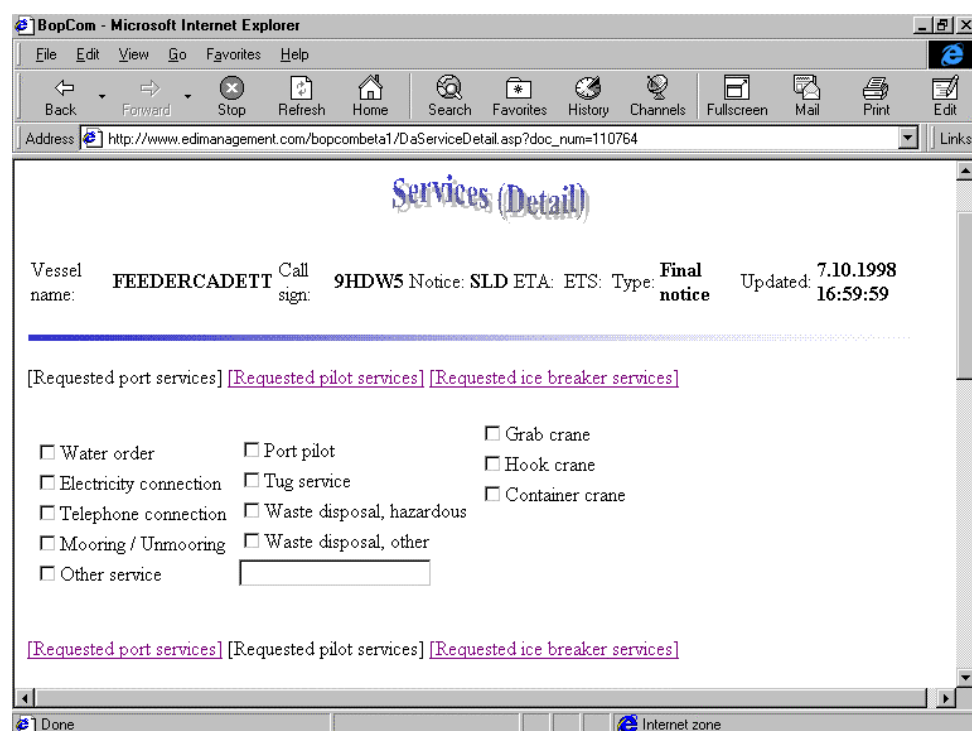 BopCom - Microsoft Internet Explorer
File Edit View Go Favorites Help
Back Forward Stop Refresh Home Search Favorites History Channels Fullscreen Mail Print Edit
Address http://www.edimanagement.com/bopcombeta1/DaServiceDetail.asp?doc_num=110764 Links
Services (Detail)
Vessel name: FEEDERCADETT Call sign: 9HDW5 Notice: SLD ETA: ETS: Type: Final notice Updated: 7.10.1998 16:59:59
[Requested port services] [Requested pilot services] [Requested ice breaker services]
Water order
Electricity connection
Telephone connection
Mooring / Unmooring
Other service
Port pilot
Tug service
Waste disposal, hazardous
Waste disposal, other
Grab crane
Hook crane
Container crane
[Requested port services] [Requested pilot services] [Requested ice breaker services]
Done Internet zone